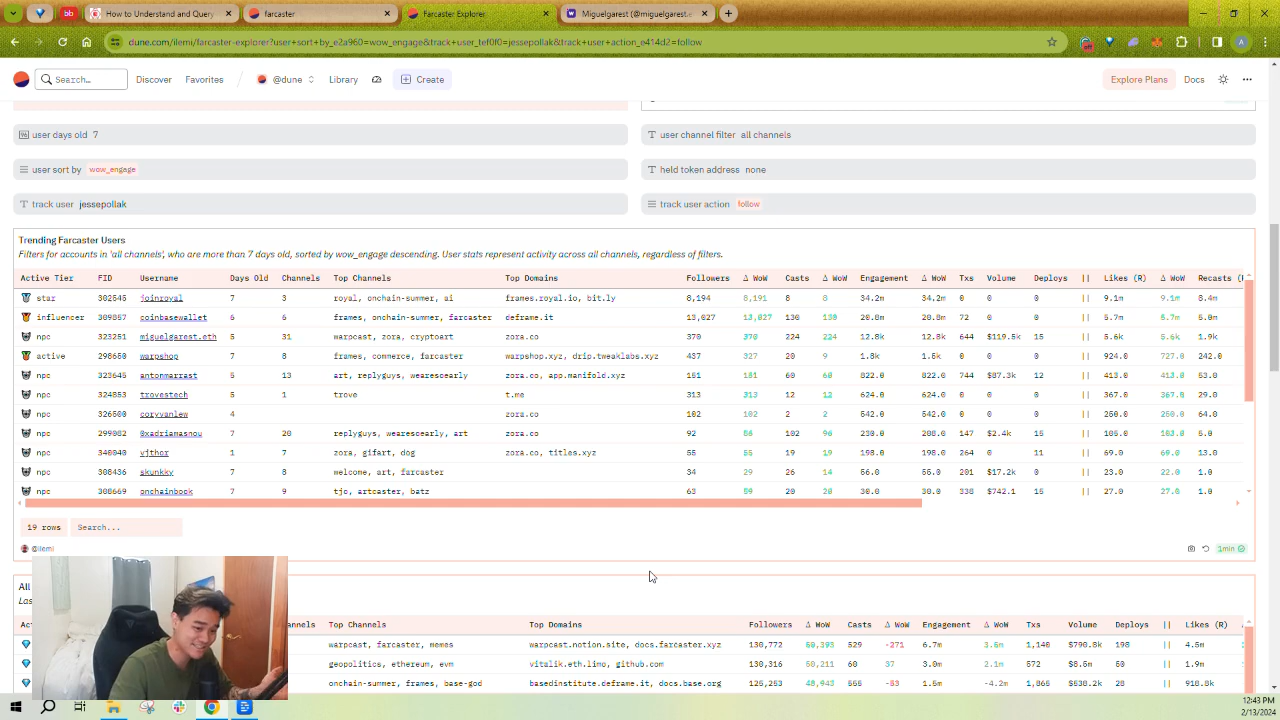 How to Understand and Query
farcaster
Farcaster Explorer
Miguelgarest (@miguelgarest.e
dune.com/ilemi/farcaster-explorer?user+sort+by_e2a960=wow_engage&track+user_tef0f0=jessepollak&track+user+action_e414d2=follow
Search... Discover Favorites @dune Library Create Explore Plans Docs
user days old 7 user channel filter all channels
user sort by wow_engage held token address none
track user jessepollak track user action follow
Trending Farcaster Users
Filters for accounts in 'all channels', who are more than 7 days old, sorted by wow_engage descending. User stats represent activity across all channels, regardless of filters.
Active Tier FID Username Days Old Channels Top Channels Top Domains Followers Δ WoW Casts Δ WoW Engagement Δ WoW Txs Volume Deploys || Likes (R) Δ WoW Recasts (
star 302545 joinroyal 7 3 royal, onchain-summer, ai frames.royal.io, bit.ly 8,194 8,191 8 8 34.2m 34.2m 0 0 0 || 9.1m 9.1m 8.4m
influencer 309857 coinbasewallet 6 6 frames, onchain-summer, farcaster deframe.it 13,027 13,027 130 130 20.8m 20.8m 72 0 0 || 5.7m 5.7m 5.0m
npc 323251 miguelgarest.eth 5 31 warpcast, zora, cryptoart 370 370 224 224 12.8k 12.8k 644 $119.5k 15 || 5.6k 5.6k 1.9k
active 298650 warpshop 7 8 frames, commerce, farcaster warpshop.xyz, drip.tweaklabs.xyz 437 327 20 9 1.8k 1.5k 0 0 0 || 924.0 727.0 242.0
npc 323645 antonmarrast 5 13 art, replyguys, wearesoearly zora.co, app.manifold.xyz 151 151 60 60 822.0 822.0 744 $87.3k 12 || 413.0 413.0 53.0
npc 324853 trovestech 5 1 trove t.me 313 313 12 12 624.0 624.0 0 0 0 || 367.0 367.0 29.0
npc 326500 coryvanlew 4 zora.co 102 102 2 2 542.0 542.0 0 0 0 || 250.0 250.0 64.0
npc 299082 0xadriamasnou 7 20 replyguys, wearesoearly, art zora.co 92 56 102 96 230.0 208.0 147 $2.4k 15 || 105.0 103.0 5.0
npc 340040 vjthor 1 7 zora, gifart, dog zora.co, titles.xyz 55 55 19 19 198.0 198.0 264 0 11 || 69.0 69.0 13.0
npc 308436 skunkky 7 8 welcome, art, farcaster 34 29 26 14 56.0 55.0 201 $17.2k 15 || 23.0 22.0 1.0
npc 308669 onchainbook 7 9 tjo, artcaster, batz 63 59 20 20 30.0 30.0 338 $742.1 15 || 27.0 27.0 1.0
19 rows Search...
@ilemi 1min
All
Las
Ac hannels Top Channels Top Domains Followers Δ WoW Casts Δ WoW Engagement Δ WoW Txs Volume Deploys || Likes (R)
warpcast, farcaster, memes warpcast.notion.site, docs.farcaster.xyz 130,772 50,393 529 -271 6.7m 3.6m 1,140 $790.8k 198 || 4.5m
geopolitics, ethereum, evm vitalik.eth.limo, github.com 130,316 37 3.0m 2.1m 572 $8.5m 50 || 1.9m
onchain-summer, frames, base-god basedinstitute.deframe.it, docs.base.org 125,253 48,943 555 -53 1.5m -4.2m 1,865 $538.2k 28 || 910.8k
12:43 PM
2/13/2024